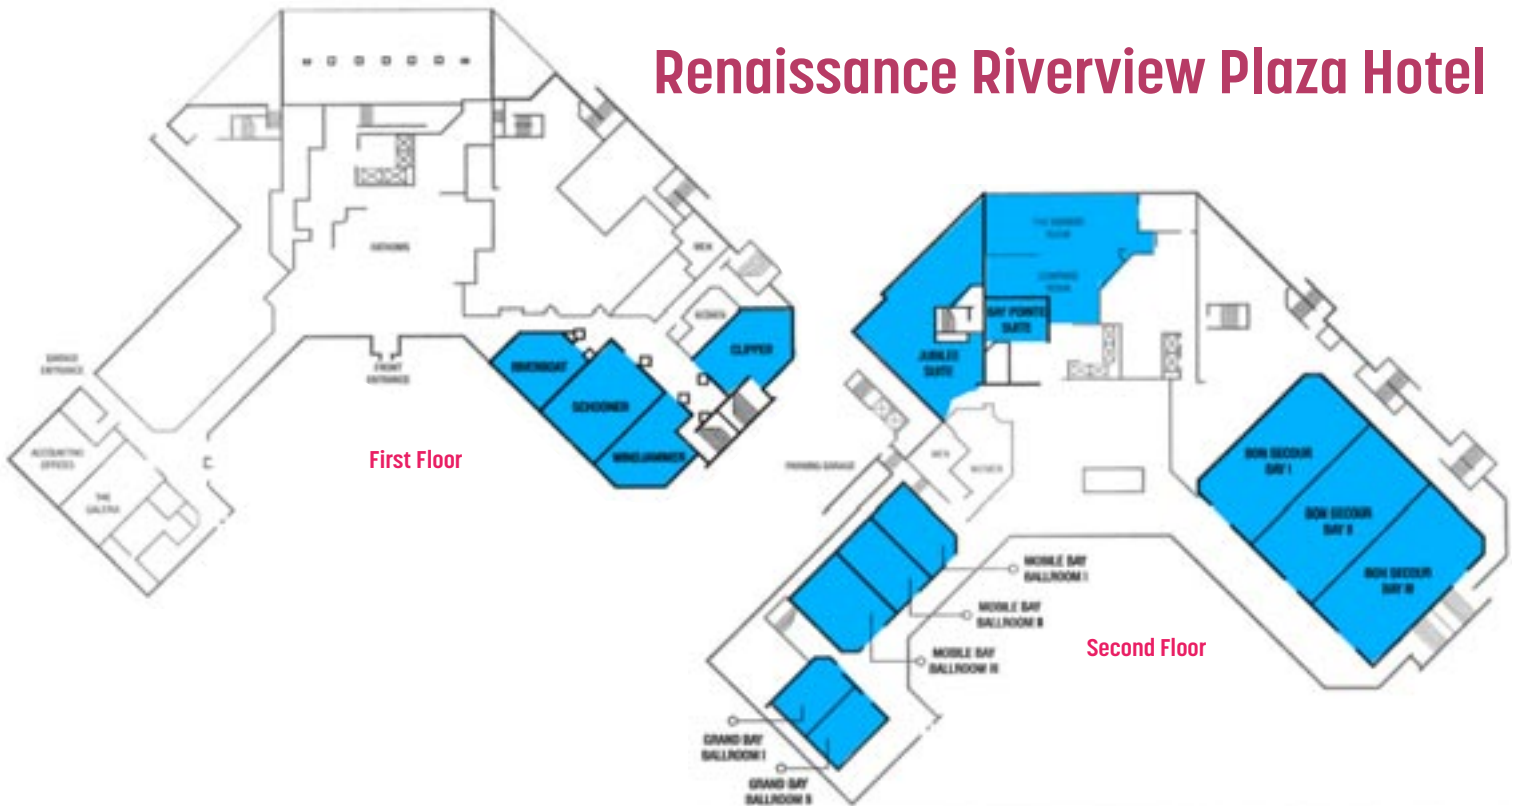 Renaissance Riverview Plaza Hotel
MEN
GARAGE
ENTRANCE
FRONT
ENTRANCE
RIVERBOAT
SCHOONER
WINDJAMMER
CLIPPER
First Floor
ACCOUNTING
OFFICES
THE
GALERIA
BAY POINTE
SUITE
JUBILEE
SUITE
PARKING GARAGE
MEN
WOMEN
BON SECOUR
BAY I
BON SECOUR
BAY II
BON SECOUR
BAY III
MOBILE BAY
BALLROOM I
MOBILE BAY
BALLROOM II
MOBILE BAY
BALLROOM III
Second Floor
GRAND BAY
BALLROOM I
GRAND BAY
BALLROOM II